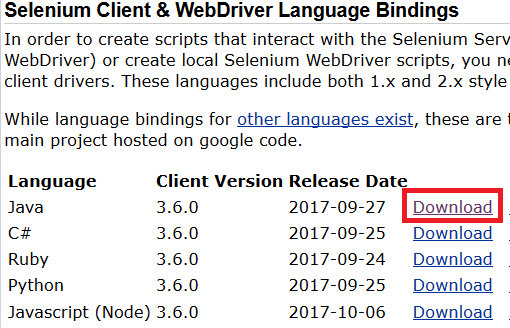 Selenium Client & WebDriver Language Bindings
In order to create scripts that interact with the Selenium Serv
WebDriver) or create local Selenium WebDriver scripts, you ne
client drivers. These languages include both 1.x and 2.x style
While language bindings for other languages exist, these are t
main project hosted on google code.
Language Client Version Release Date
Java 3.6.0 2017-09-27 Download
C# 3.6.0 2017-09-25 Download
Ruby 3.6.0 2017-09-24 Download
Python 3.6.0 2017-09-25 Download
Javascript (Node) 3.6.0 2017-10-06 Download